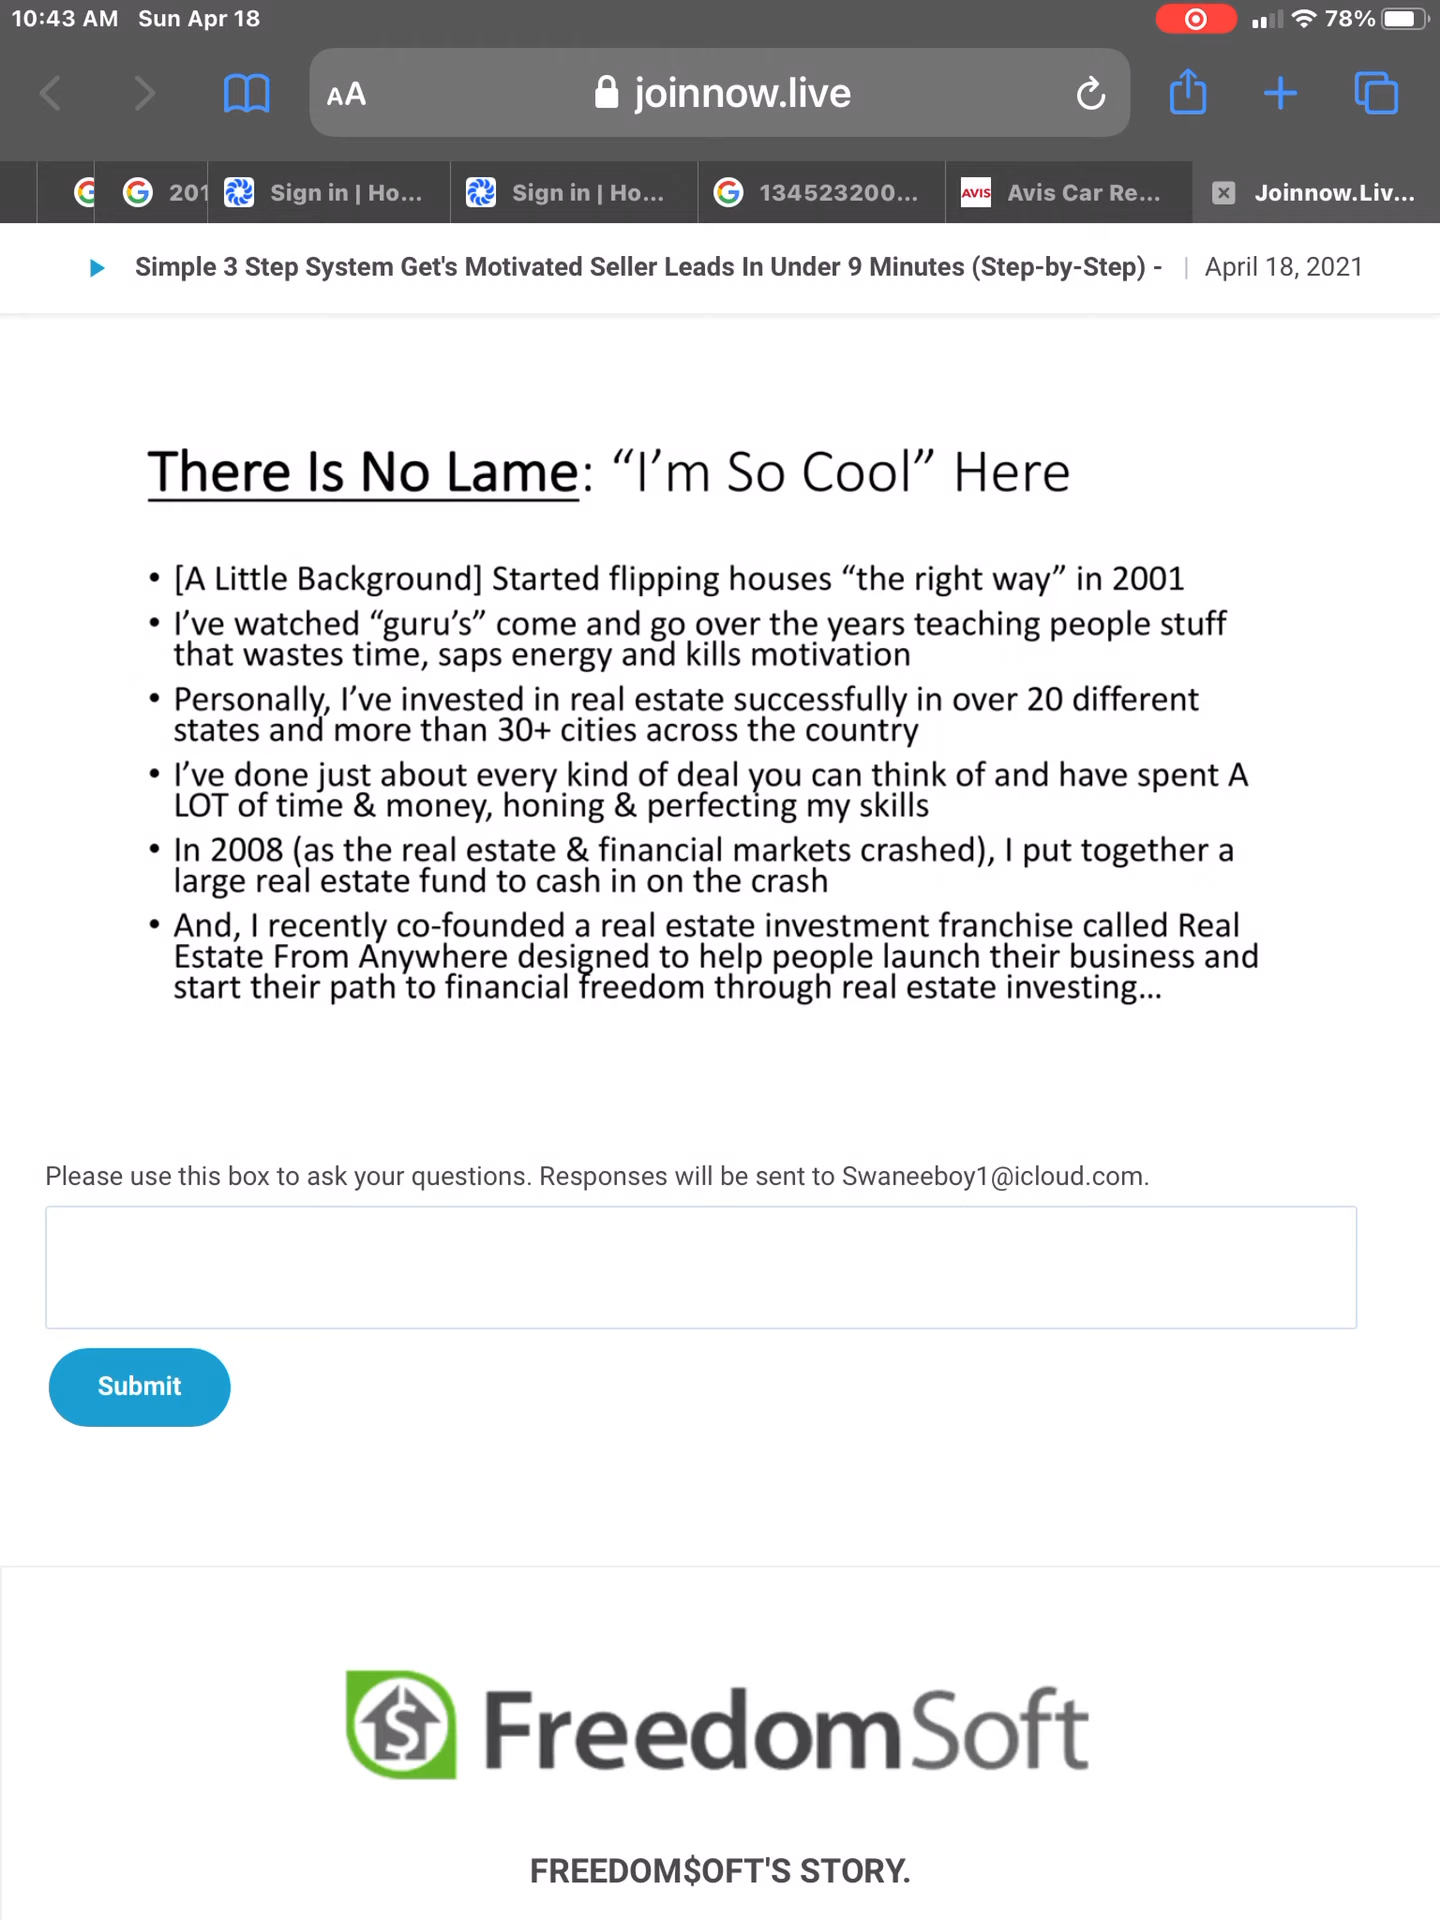 10:43 AM Sun Apr 18 78%
AA joinnow.live
201 Sign in | Ho... Sign in | Ho... 134523200... AVIS Avis Car Re... Joinnow.Liv...
Simple 3 Step System Get's Motivated Seller Leads In Under 9 Minutes (Step-by-Step) - | April 18, 2021
There Is No Lame: “I’m So Cool” Here
• [A Little Background] Started flipping houses “the right way” in 2001
• I’ve watched “guru’s” come and go over the years teaching people stuff
that wastes time, saps energy and kills motivation
• Personally, I’ve invested in real estate successfully in over 20 different
states and more than 30+ cities across the country
• I’ve done just about every kind of deal you can think of and have spent A
LOT of time & money, honing & perfecting my skills
• In 2008 (as the real estate & financial markets crashed), I put together a
large real estate fund to cash in on the crash
• And, I recently co-founded a real estate investment franchise called Real
Estate From Anywhere designed to help people launch their business and
start their path to financial freedom through real estate investing...
Please use this box to ask your questions. Responses will be sent to Swaneeboy1@icloud.com.
Submit
FreedomSoft
FREEDOM$OFT'S STORY.